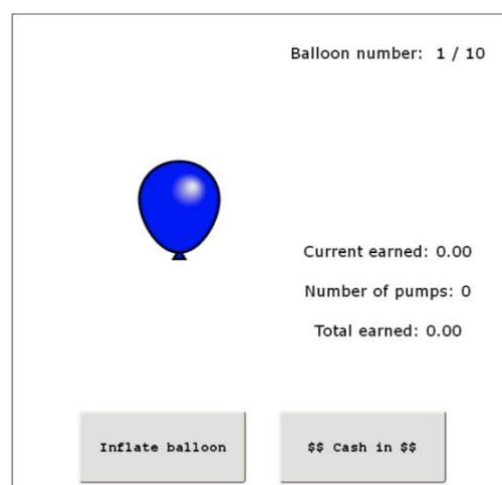 Balloon number: 1 / 10
Current earned: 0.00
Number of pumps: 0
Total earned: 0.00
Inflate balloon
$$ Cash in $$